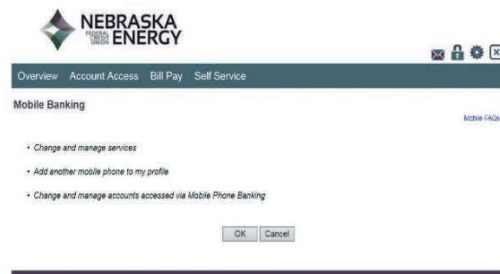 NEBRASKA
FEDERAL CREDIT UNION ENERGY
Overview Account Access Bill Pay Self Service
Mobile Banking
Mobile FAQs
• Change and manage services
• Add another mobile phone to my profile
• Change and manage accounts accessed via Mobile Phone Banking
OK Cancel